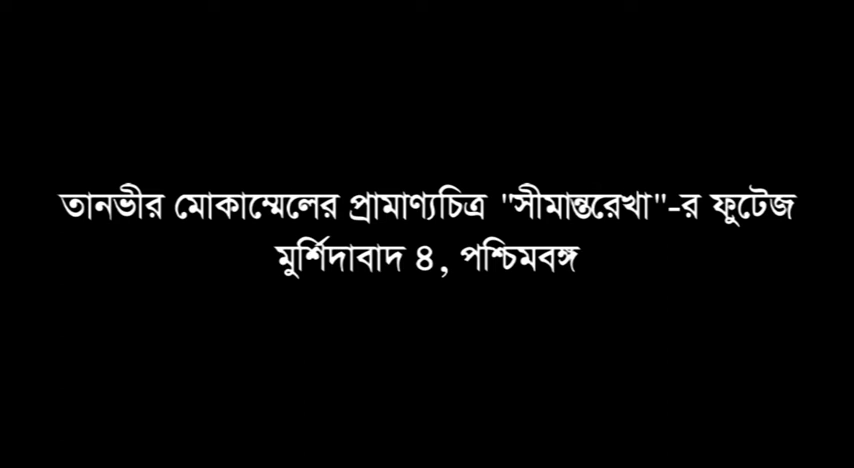 তানভীর মোকাম্মেলের প্রামাণ্যচিত্র "সীমান্তরেখা"-র ফুটেজ
মুর্শিদাবাদ ৪, পশ্চিমবঙ্গ